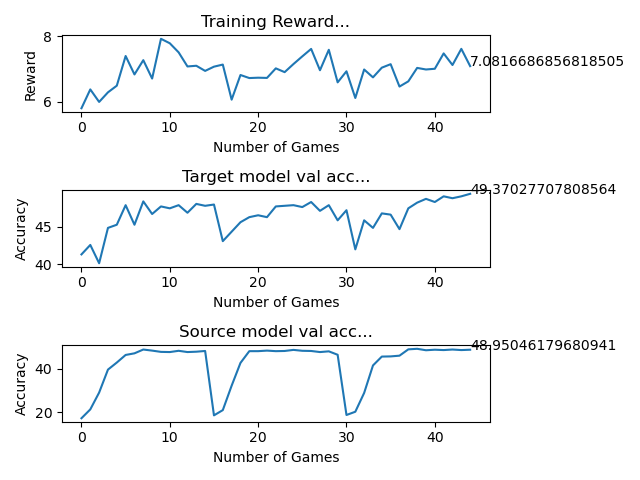 Training Reward...
8
6
Reward
7.0816686856818505
0
10
20
30
40
Number of Games
Target model val acc...
45
40
Accuracy
49.37027707808564
0
10
20
30
40
Number of Games
Source model val acc...
40
20
Accuracy
48.95046179680941
0
10
20
30
40
Number of Games